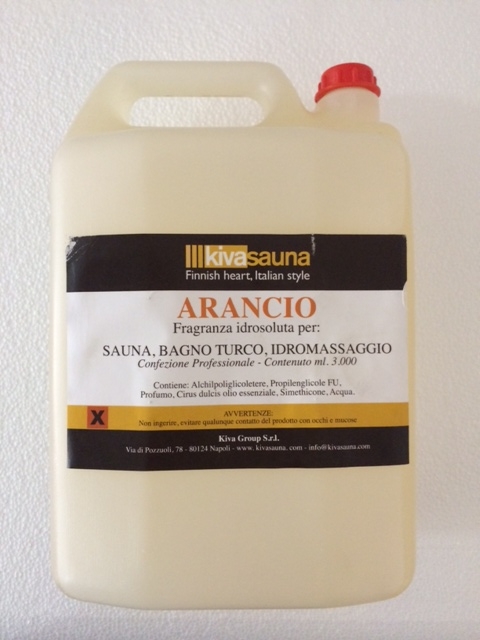 kivasauna
Finnish heart, Italian style
ARANCIO
Fragranza idrosoluta per:
SAUNA, BAGNO TURCO, IDROMASSAGGIO
Confezione Professionale - Contenuto ml. 3.000
Contiene: Alchilpoliglicoletere, Propilenglicole FU,
Profumo, Cirus dulcis olio essenziale, Simethicone, Acqua.
X
AVVERTENZE:
Non ingerire, evitare qualunque contatto del prodotto con occhi e mucose
Kiva Group S.r.l.
Via di Pozzuoli, 78 - 80124 Napoli - www. kivasauna. com - info@kivasauna.com